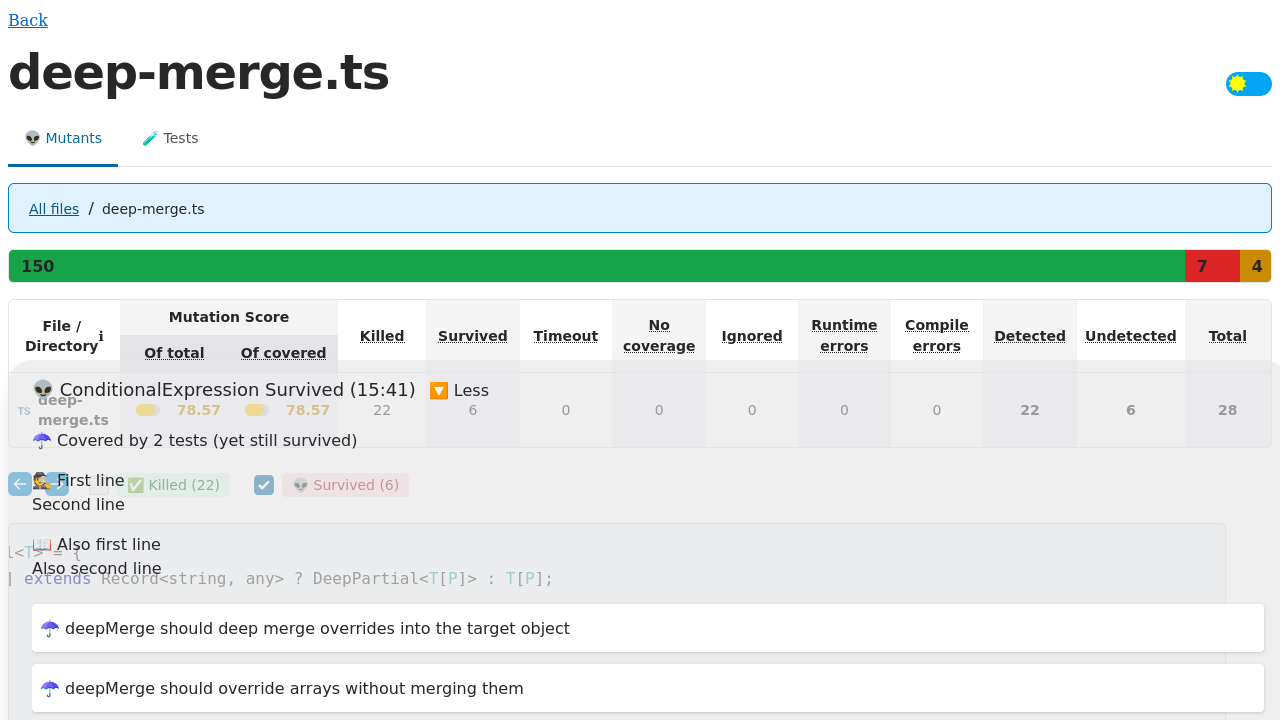 Back
deep-merge.ts
👽 Mutants 🧪 Tests
All files / deep-merge.ts
150 7 4
File / Directory ℹ Mutation Score Killed Survived Timeout No coverage Ignored Runtime errors Compile errors Detected Undetected Total
Of total Of covered
👽 ConditionalExpression Survived (15:41) 🔽 Less
TS deep-merge.ts 78.57 78.57 22 6 0 0 0 0 0 22 6 28
☂️ Covered by 2 tests (yet still survived)
🕵️ First line
✅ Killed (22) 👽 Survived (6)
Second line
📖 Also first line
<T> = {
Also second line
extends Record<string, any> ? DeepPartial<T[P]> : T[P];
☂️ deepMerge should deep merge overrides into the target object
☂️ deepMerge should override arrays without merging them